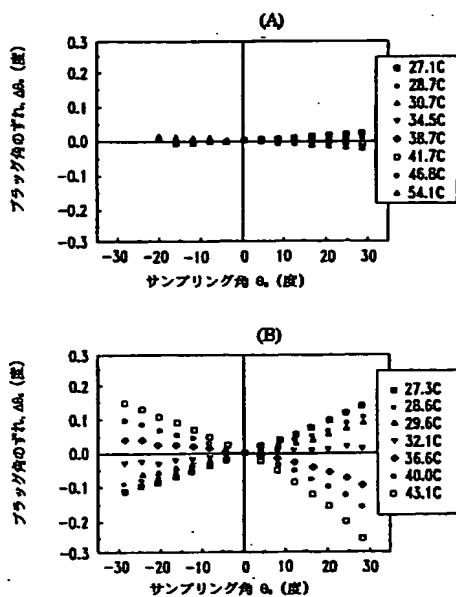 (A)
0.3
0.2
0.1
0.0
-0.1
-0.2
-0.3
ブラッグ角のずれ, Δθₑ (度)
-30 -20 -10 0 10 20 30
サンプリング角 θₑ (度)
27.1C
28.7C
30.7C
34.5C
38.7C
41.7C
46.8C
54.1C
(B)
0.3
0.2
0.1
0.0
-0.1
-0.2
-0.3
ブラッグ角のずれ, Δθₑ (度)
-30 -20 -10 0 10 20 30
サンプリング角 θₑ (度)
27.3C
28.6C
29.6C
32.1C
36.6C
40.0C
43.1C